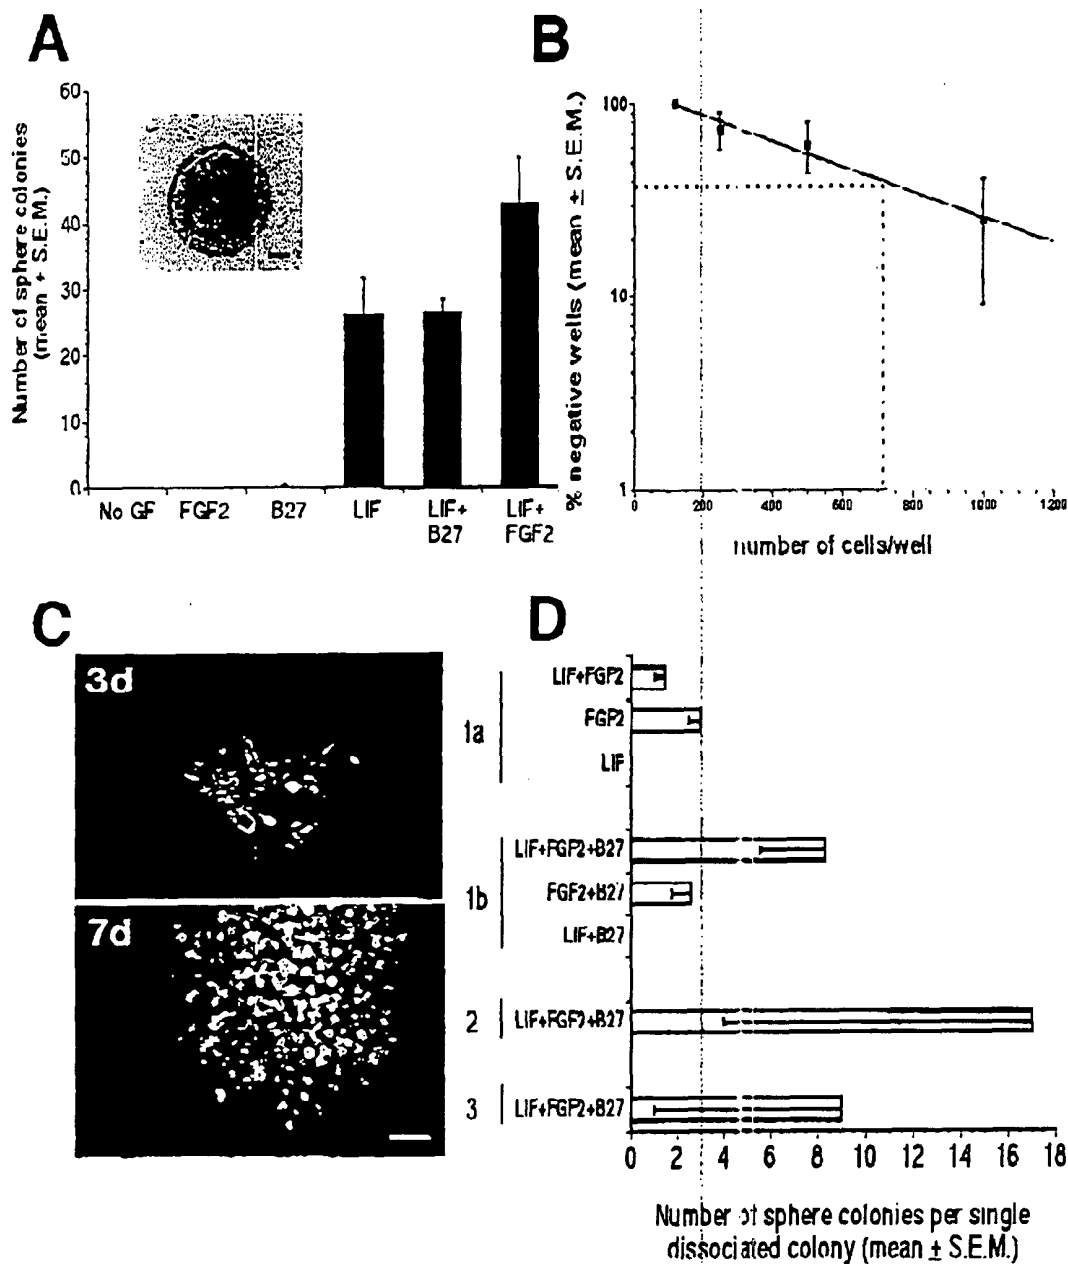 A
Number of sphere colonies
(mean + S.E.M.)
60
50
40
30
20
10
0
No GF FGF2 B27 LIF LIF+ LIF+
B27 FGF2
B
% negative wells (mean ± S.E.M.)
100
10
1
0 200 400 600 800 1000 1200
number of cells/well
C
3d
7d
D
1a
LIF+FGF2
FGF2
LIF
1b
LIF+FGF2+B27
FGF2+B27
LIF+B27
2
LIF+FGF2+B27
3
LIF+FGF2+B27
0 2 4 6 8 10 12 14 16 18
Number of sphere colonies per single
dissociated colony (mean ± S.E.M.)